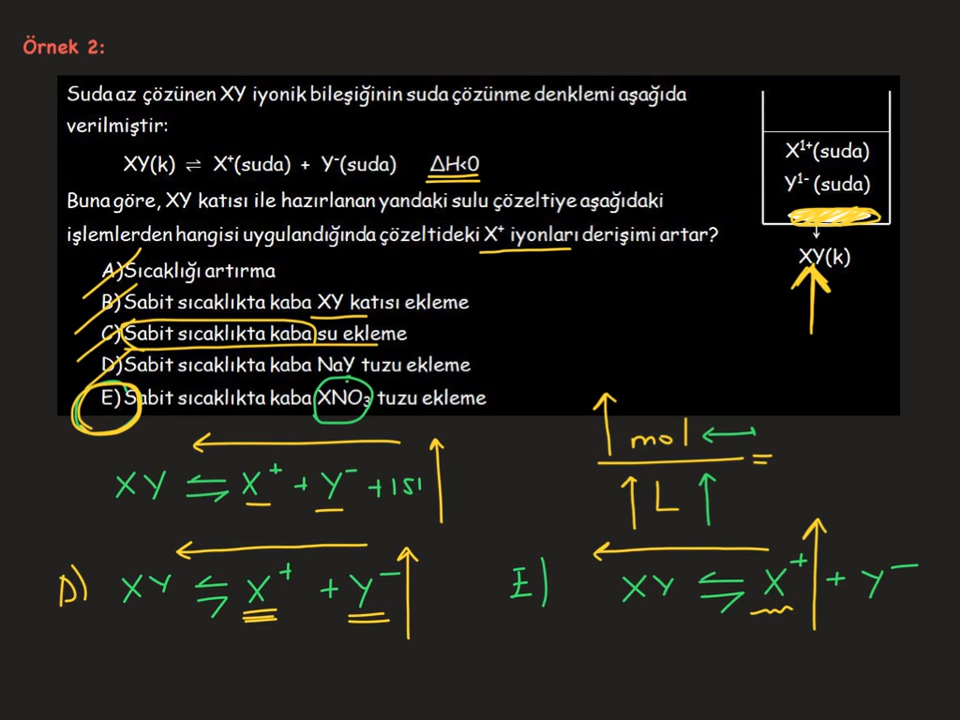 Örnek 2:
Suda az çözünen XY iyonik bileşiğinin suda çözünme denklemi aşağıda
verilmiştir:
XY(k) ⇌ X⁺(suda) + Y⁻(suda) ΔH<0
Buna göre, XY katısı ile hazırlanan yandaki sulu çözeltiye aşağıdaki
işlemlerden hangisi uygulandığında çözeltideki X⁺ iyonları derişimi artar?
A)Sıcaklığı artırma
B)Sabit sıcaklıkta kaba XY katısı ekleme
C)Sabit sıcaklıkta kaba su ekleme
D)Sabit sıcaklıkta kaba NaY tuzu ekleme
E)Sabit sıcaklıkta kaba XNO₃ tuzu ekleme
X¹⁺(suda)
Y¹⁻ (suda)
XY(k)
XY ⇌ X⁺ + Y⁻ + ısı
mol
L
=
D) XY ⇌ X⁺ + Y⁻
E) XY ⇌ X⁺ + Y⁻